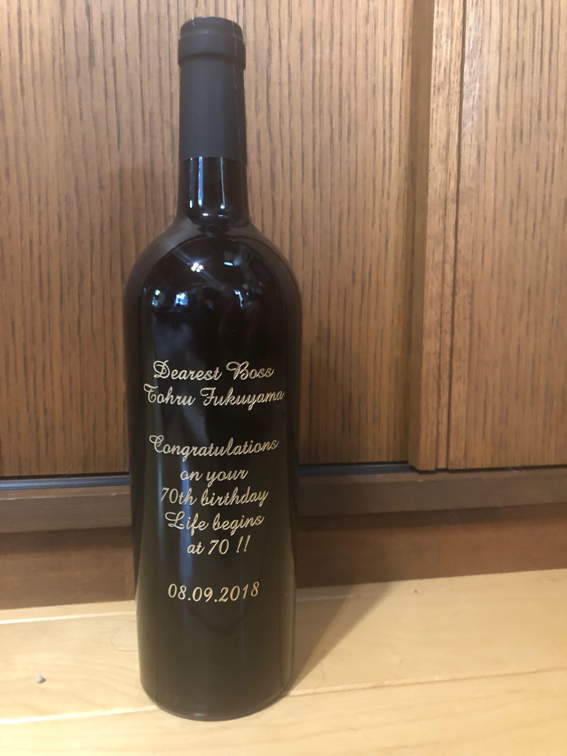 Dearest Boss
Tohru Fukuyama
Congratulations
on your
70th birthday
Life begins
at 70 !!
08.09.2018